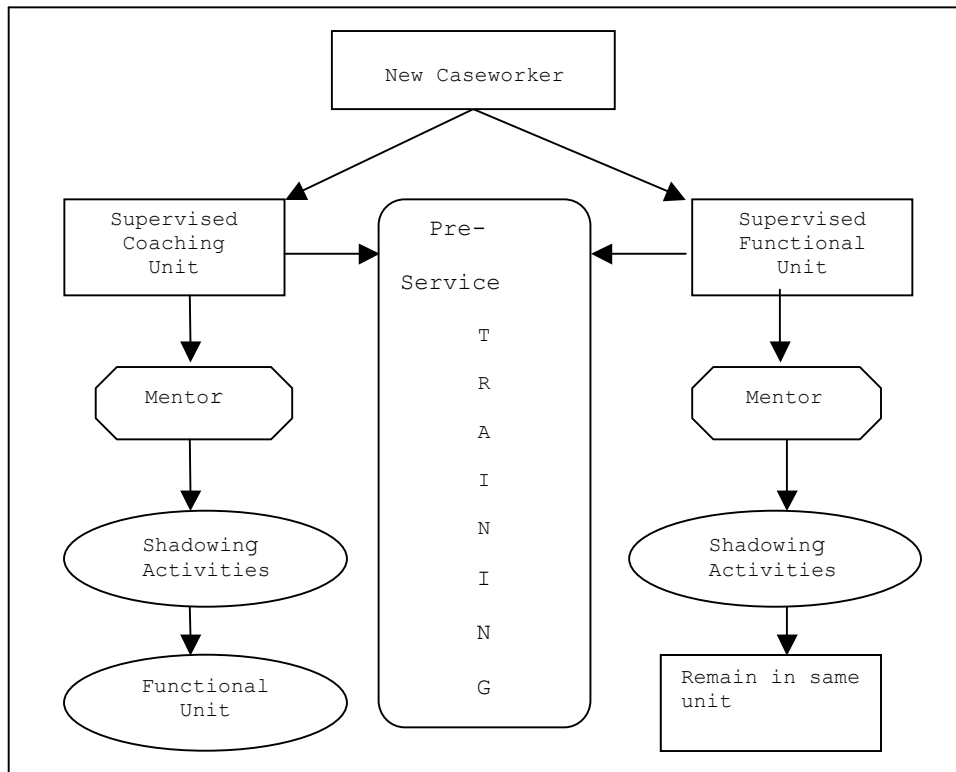 New Caseworker
Supervised
Coaching
Unit
Pre-
Service
T
R
A
I
N
I
N
G
Supervised
Functional
Unit
Mentor
Mentor
Shadowing
Activities
Shadowing
Activities
Functional
Unit
Remain in same
unit